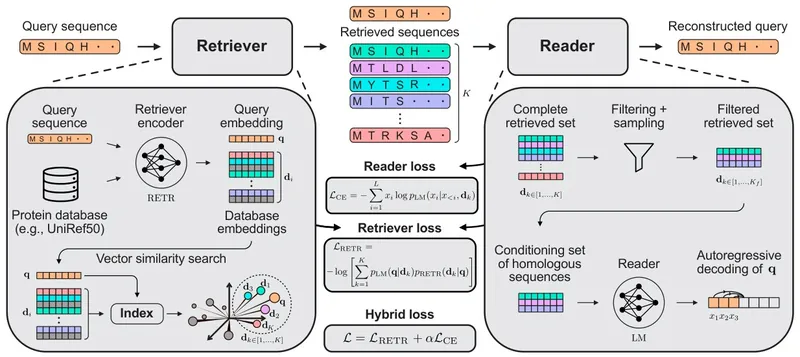 Query sequence
M S I Q H · ·
Retriever
M S I Q H · ·
Retrieved sequences
M S I Q H · ·
M T L D L · ·
M Y T S R · ·
M I T S · · ·
⋮
M T R K S A ·
K
Reader
Reconstructed query
M S I Q H · ·
Query
sequence
M S I Q H · ·
Retriever
encoder
RETR
Query
embedding
q
d_i
Protein database
(e.g., UniRef50)
Database
embeddings
Vector similarity search
q
d_i
Index
d_3
d_1
q
d_2
d_K
d_{k∈[1,...,K]}
Reader loss
ℒ_CE = − ∑_{i=1}^{L} x_i log p_LM(x_i|x_{<i}, d_k)
Retriever loss
ℒ_RETR =
−log [∑_{k=1}^{K} p_LM(q|d_k)p_RETR(d_k|q)]
Hybrid loss
ℒ = ℒ_RETR + αℒ_CE
Complete
retrieved set
d_{k∈[1,...,K]}
Filtering +
sampling
Filtered
retrieved set
d_{k∈[1,...,K_f]}
Conditioning set
of homologous
sequences
Reader
LM
Autoregressive
decoding of q
x_1 x_2 x_3